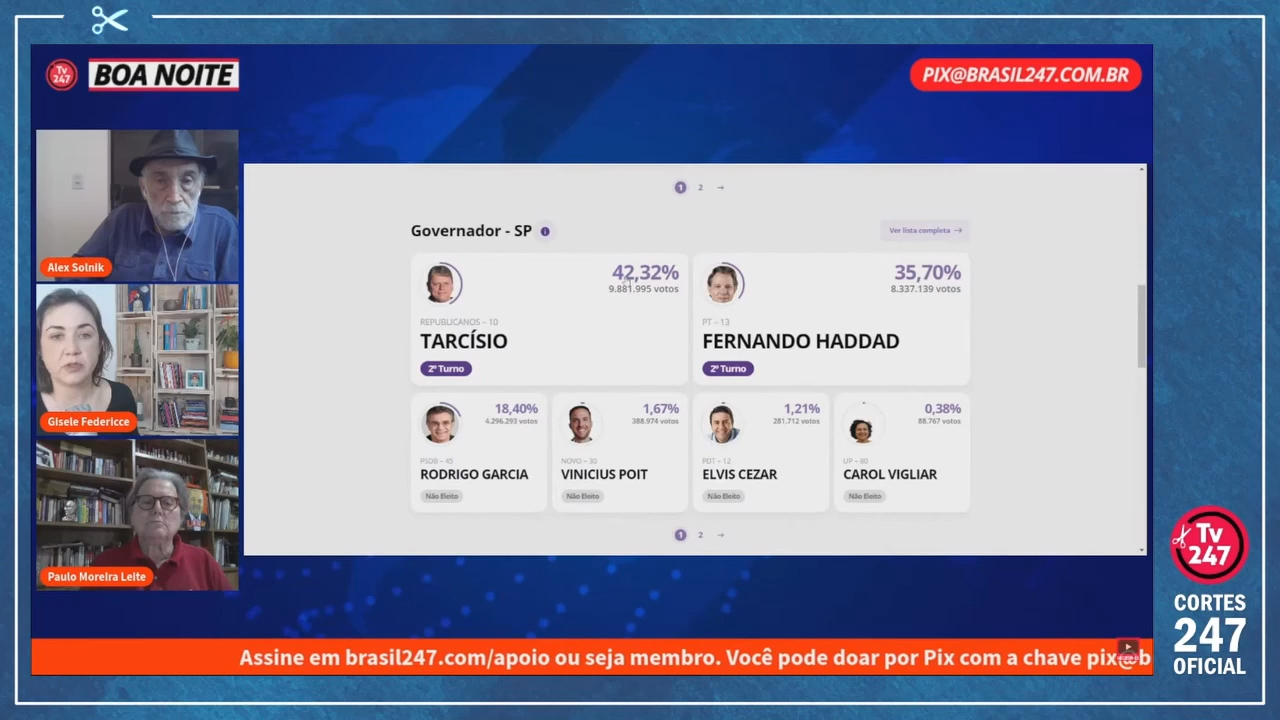 Tv 247
BOA NOITE
PIX@BRASIL247.COM.BR
Alex Solnik
Gisele Federicce
Paulo Moreira Leite
1 2 →
Governador - SP
Ver lista completa →
42,32%
9.881.995 votos
REPUBLICANOS – 10
TARCÍSIO
2º Turno
35,70%
8.337.139 votos
PT – 13
FERNANDO HADDAD
2º Turno
18,40%
4.296.293 votos
PSDB – 45
RODRIGO GARCIA
Não Eleito
1,67%
388.974 votos
NOVO – 30
VINICIUS POIT
Não Eleito
1,21%
281.712 votos
PDT – 12
ELVIS CEZAR
Não Eleito
0,38%
88.767 votos
UP – 80
CAROL VIGLIAR
Não Eleito
1 2 →
Assine em brasil247.com/apoio ou seja membro. Você pode doar por Pix com a chave pix@b
Tv
247
CORTES
247
OFICIAL